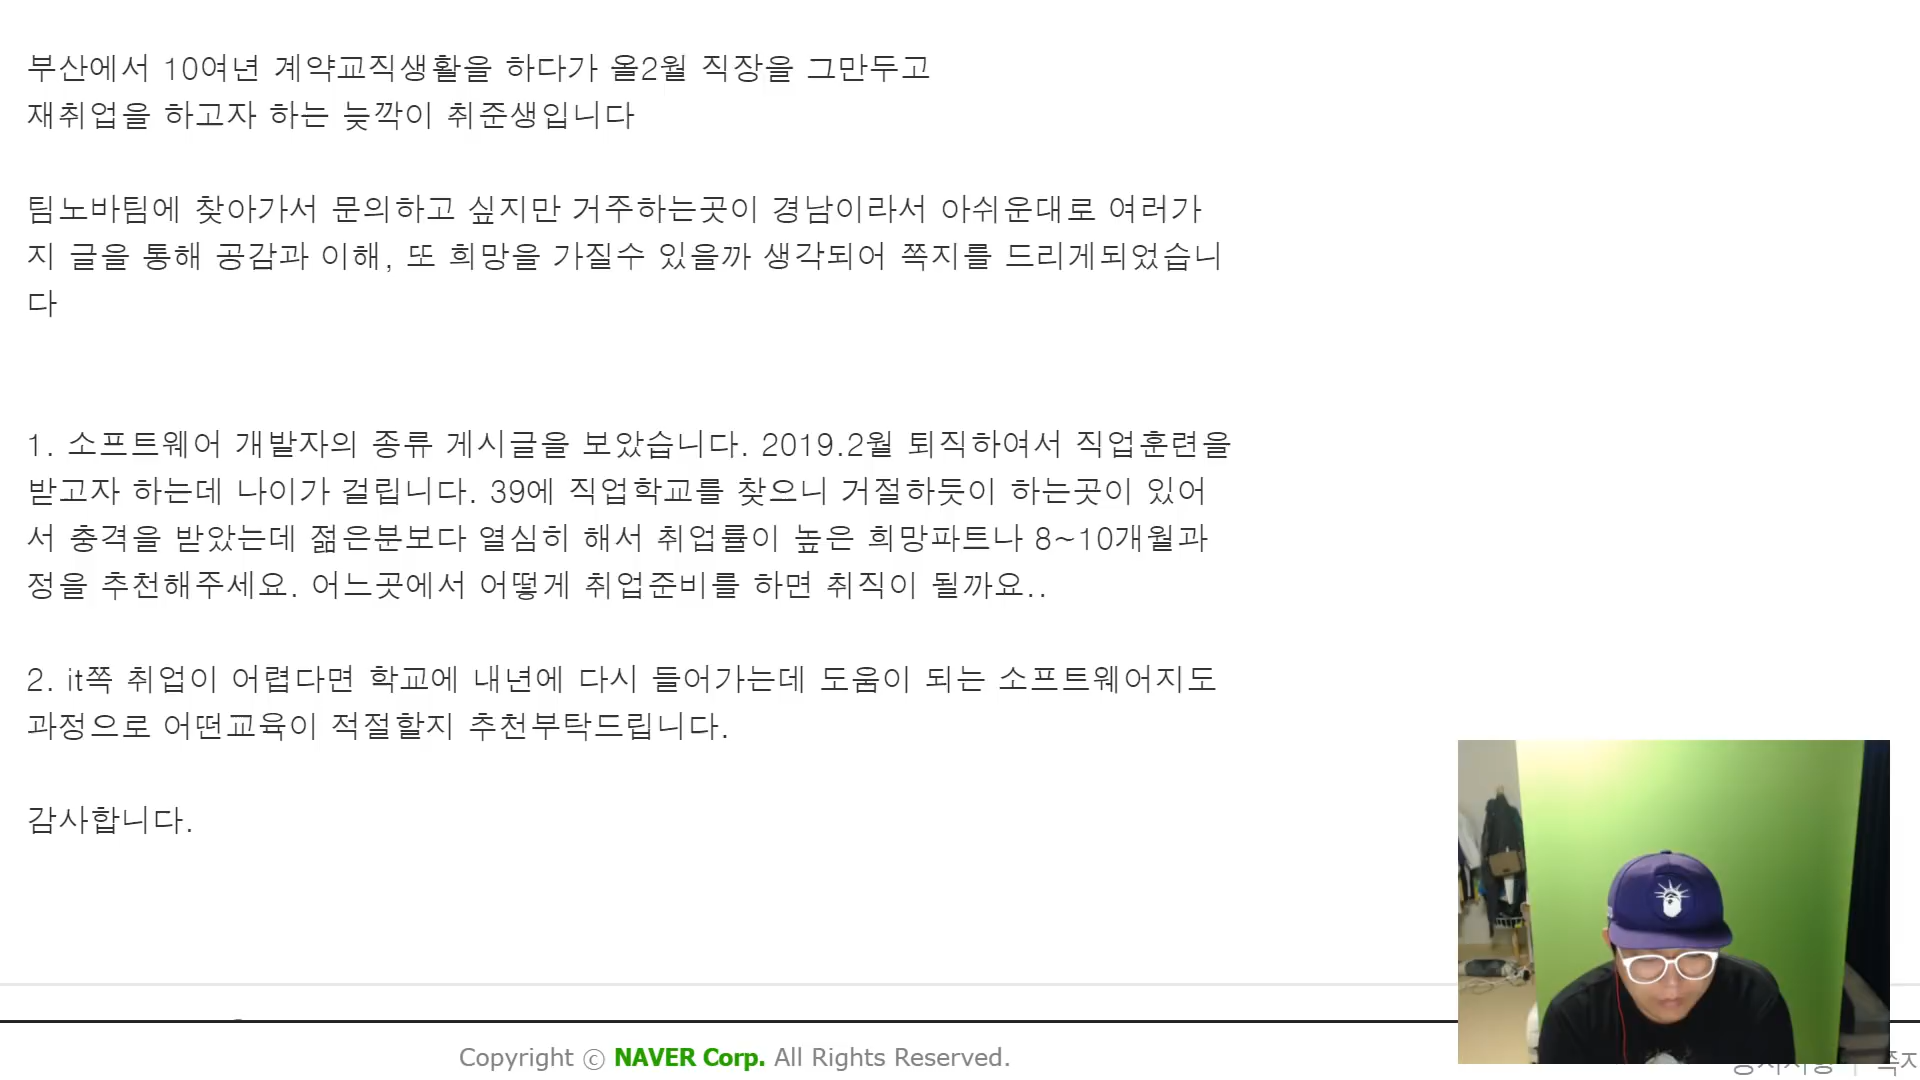 부산에서 10여년 계약교직생활을 하다가 올2월 직장을 그만두고
재취업을 하고자 하는 늦깍이 취준생입니다
팀노바팀에 찾아가서 문의하고 싶지만 거주하는곳이 경남이라서 아쉬운대로 여러가
지 글을 통해 공감과 이해, 또 희망을 가질수 있을까 생각되어 쪽지를 드리게되었습니
다
1. 소프트웨어 개발자의 종류 게시글을 보았습니다. 2019.2월 퇴직하여서 직업훈련을
받고자 하는데 나이가 걸립니다. 39에 직업학교를 찾으니 거절하듯이 하는곳이 있어
서 충격을 받았는데 젊은분보다 열심히 해서 취업률이 높은 희망파트나 8~10개월과
정을 추천해주세요. 어느곳에서 어떻게 취업준비를 하면 취직이 될까요..
2. it쪽 취업이 어렵다면 학교에 내년에 다시 들어가는데 도움이 되는 소프트웨어지도
과정으로 어떤교육이 적절할지 추천부탁드립니다.
감사합니다.
Copyright ⓒ NAVER Corp. All Rights Reserved.